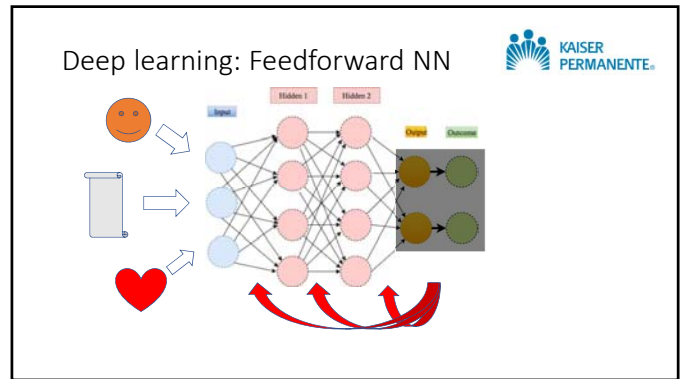 Deep learning: Feedforward NN
KAISER
PERMANENTE®
Hidden 1
Hidden 2
Input
Output
Outcome